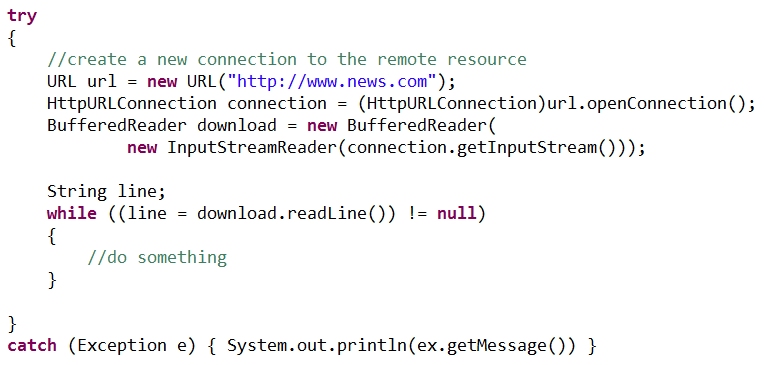 try
{
    //create a new connection to the remote resource
    URL url = new URL("http://www.news.com");
    HttpURLConnection connection = (HttpURLConnection)url.openConnection();
    BufferedReader download = new BufferedReader(
            new InputStreamReader(connection.getInputStream()));

    String line;
    while ((line = download.readLine()) != null)
    {
        //do something
    }

}
catch (Exception e) { System.out.println(ex.getMessage()) }